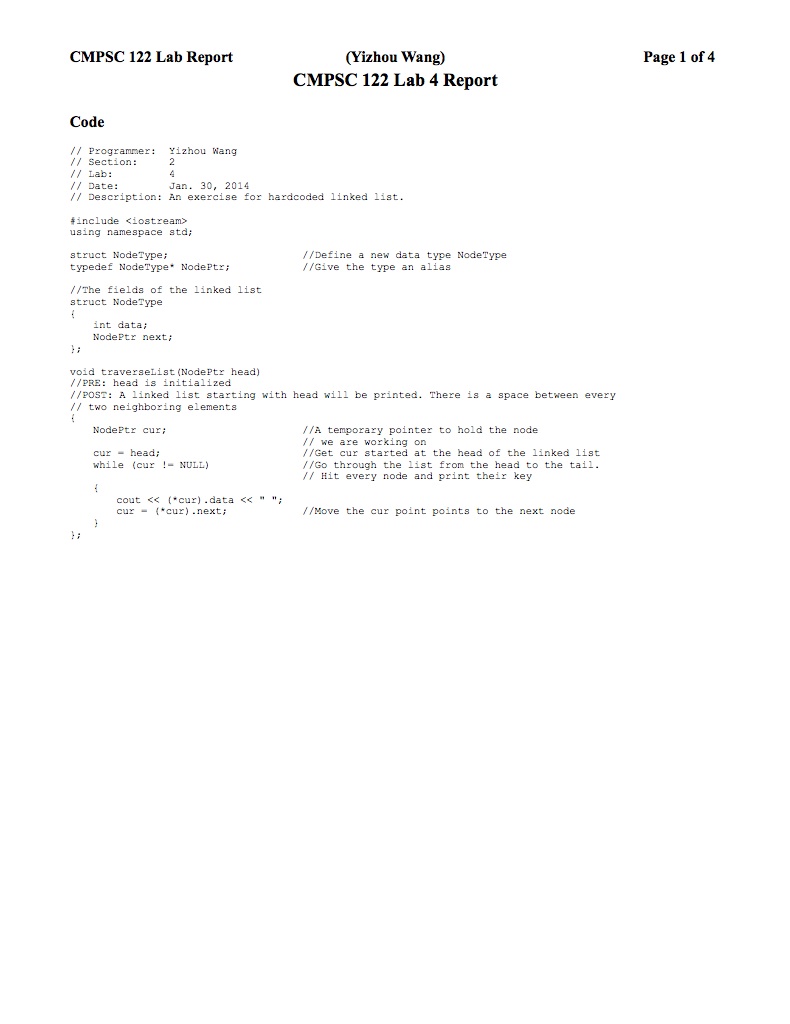 CMPSC 122 Lab Report (Yizhou Wang) Page 1 of 4
CMPSC 122 Lab 4 Report
Code
// Programmer: Yizhou Wang
// Section: 2
// Lab: 4
// Date: Jan. 30, 2014
// Description: An exercise for hardcoded linked list.
#include <iostream>
using namespace std;
struct NodeType; //Define a new data type NodeType
typedef NodeType* NodePtr; //Give the type an alias
//The fields of the linked list
struct NodeType
{
int data;
NodePtr next;
};
void traverseList(NodePtr head)
//PRE: head is initialized
//POST: A linked list starting with head will be printed. There is a space between every
// two neighboring elements
{
NodePtr cur; //A temporary pointer to hold the node
// we are working on
cur = head; //Get cur started at the head of the linked list
while (cur != NULL) //Go through the list from the head to the tail.
// Hit every node and print their key
{
cout << (*cur).data << " ";
cur = (*cur).next; //Move the cur point points to the next node
}
};